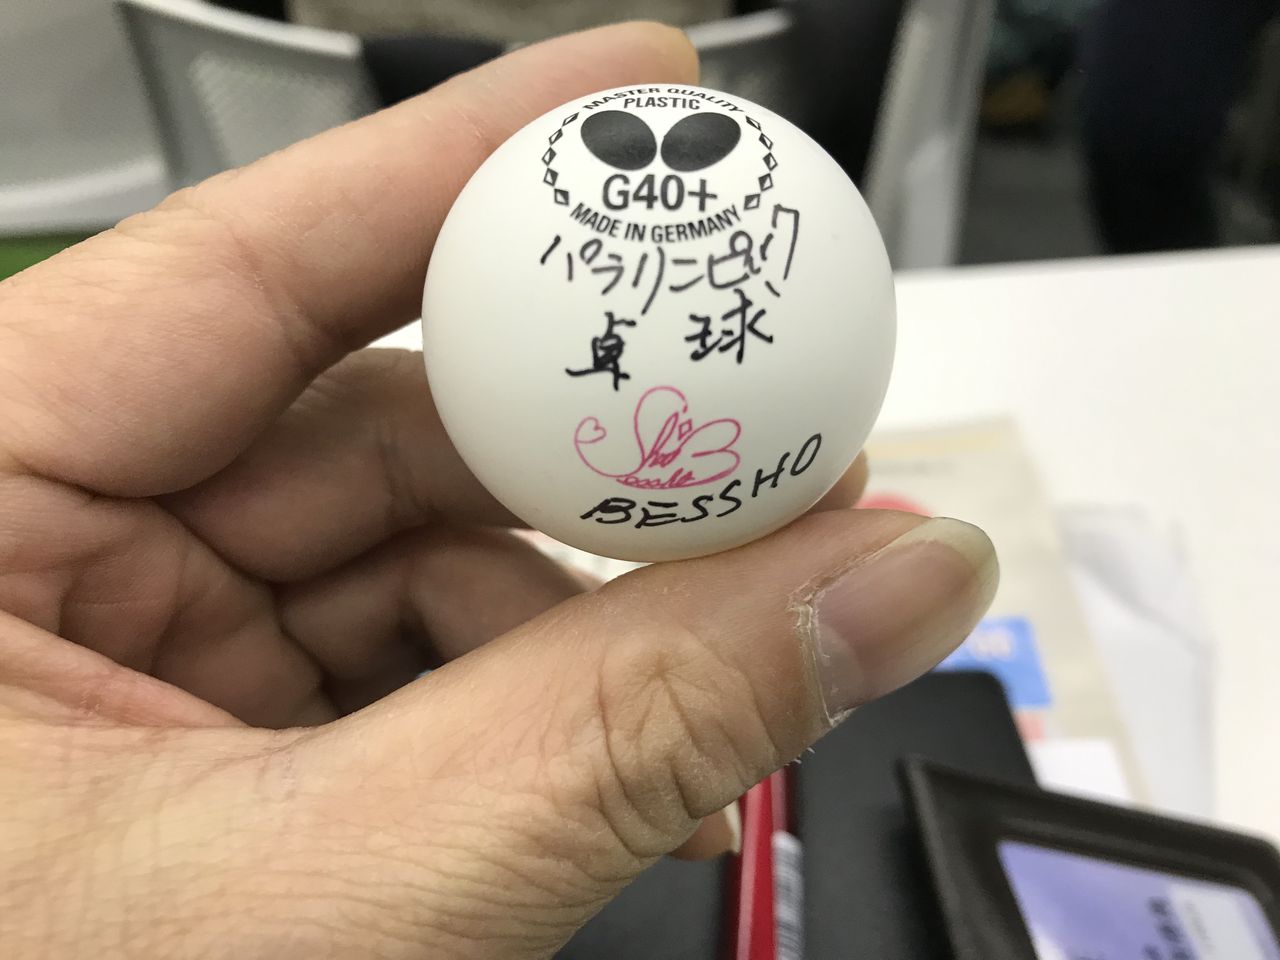 MASTER QUALITY
PLASTIC
G40+
MADE IN GERMANY
パラリンピック
卓球
BESSHO